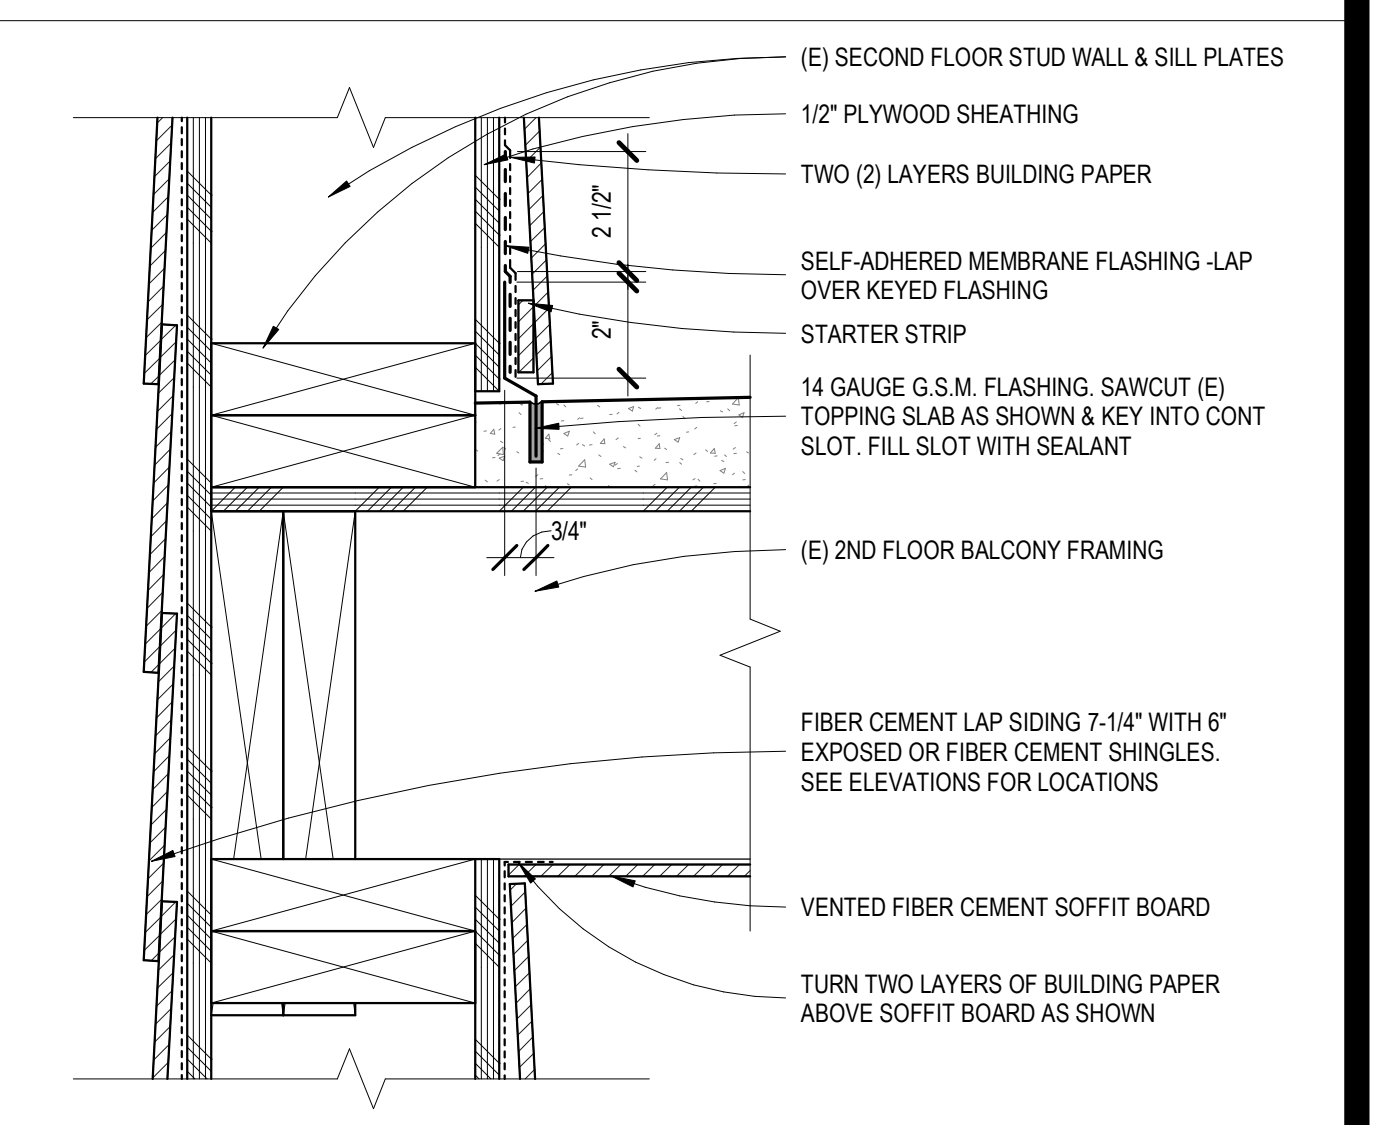 (E) SECOND FLOOR STUD WALL & SILL PLATES
1/2" PLYWOOD SHEATHING
TWO (2) LAYERS BUILDING PAPER
2 1/2"
SELF-ADHERED MEMBRANE FLASHING -LAP
OVER KEYED FLASHING
STARTER STRIP
2"
14 GAUGE G.S.M. FLASHING. SAWCUT (E)
TOPPING SLAB AS SHOWN & KEY INTO CONT
SLOT. FILL SLOT WITH SEALANT
3/4"
(E) 2ND FLOOR BALCONY FRAMING
FIBER CEMENT LAP SIDING 7-1/4" WITH 6"
EXPOSED OR FIBER CEMENT SHINGLES.
SEE ELEVATIONS FOR LOCATIONS
VENTED FIBER CEMENT SOFFIT BOARD
TURN TWO LAYERS OF BUILDING PAPER
ABOVE SOFFIT BOARD AS SHOWN